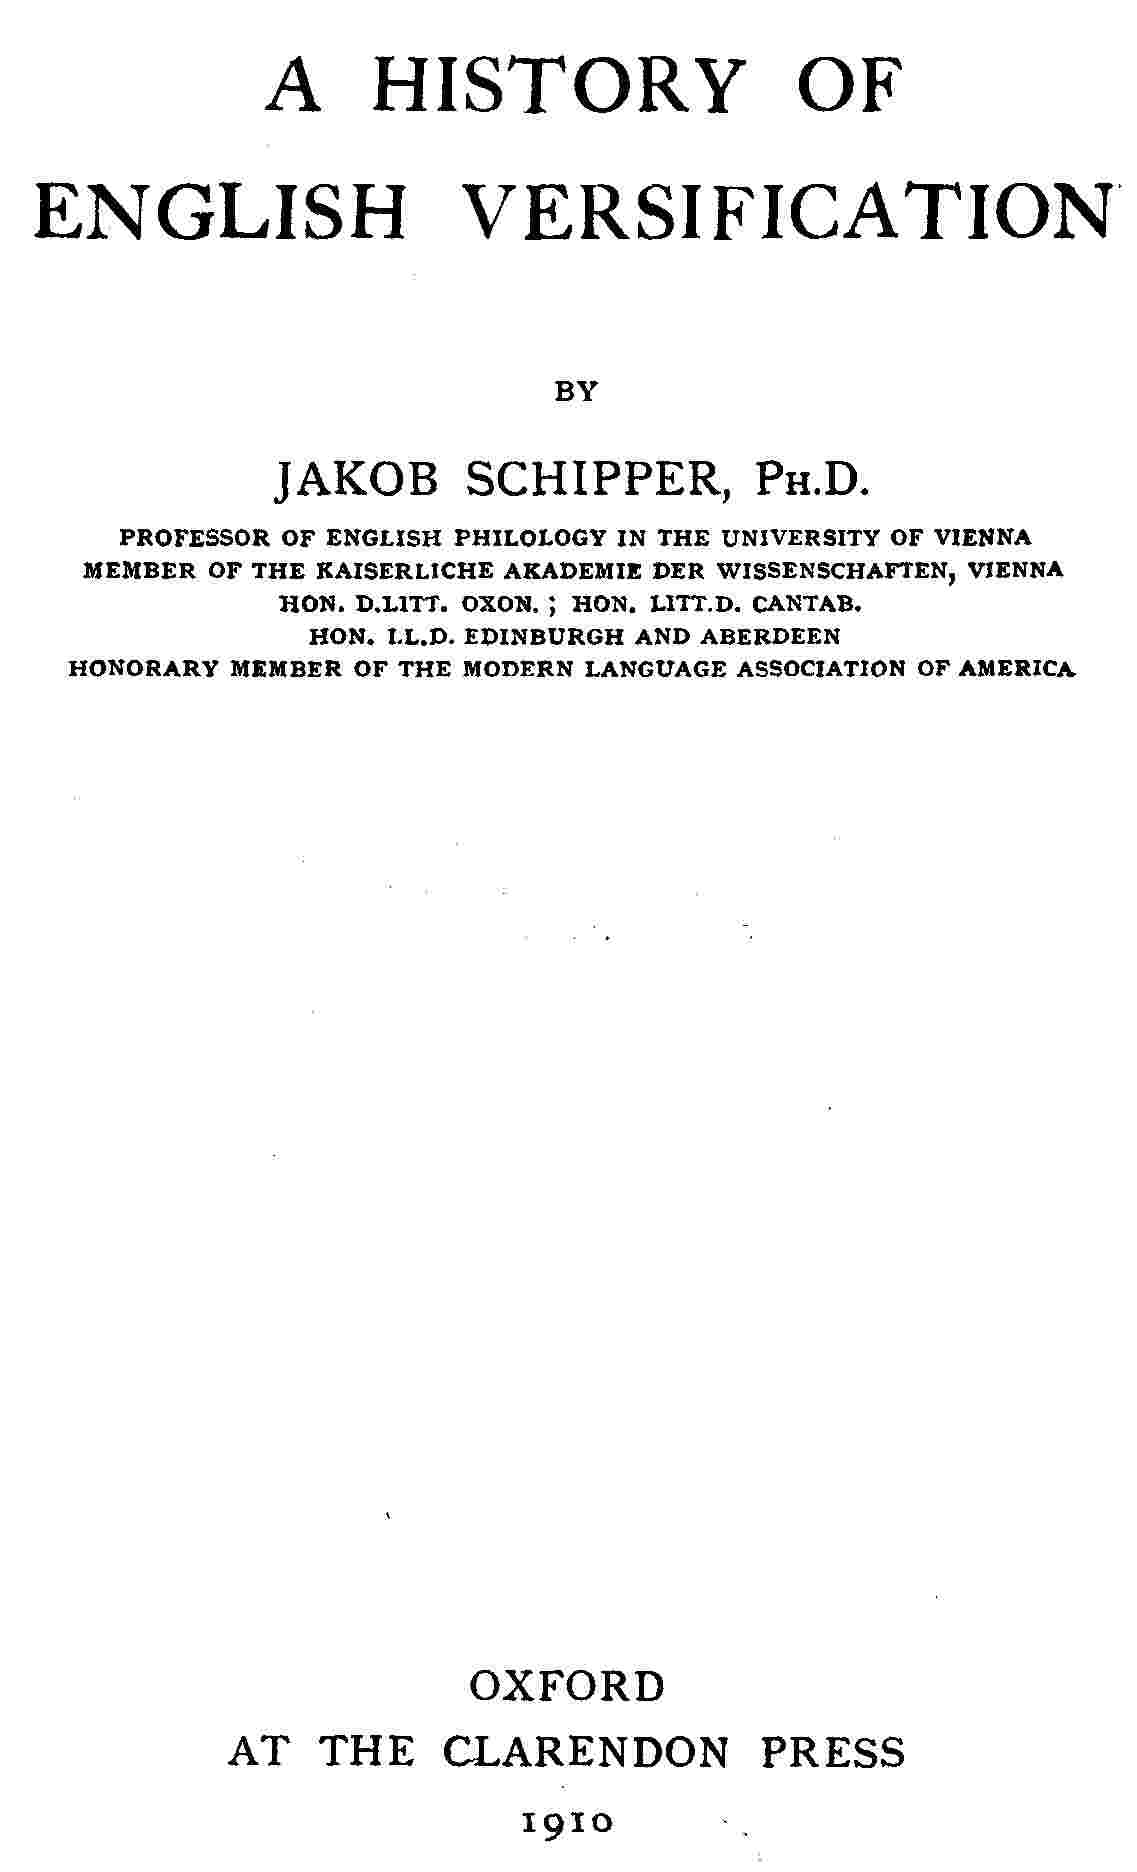 A HISTORY OF
ENGLISH VERSIFICATION
BY
JAKOB SCHIPPER, PH.D.
PROFESSOR OF ENGLISH PHILOLOGY IN THE UNIVERSITY OF VIENNA
MEMBER OF THE KAISERLICHE AKADEMIE DER WISSENSCHAFTEN, VIENNA
HON. D.LITT. OXON. ; HON. LITT.D. CANTAB.
HON. LL.D. EDINBURGH AND ABERDEEN
HONORARY MEMBER OF THE MODERN LANGUAGE ASSOCIATION OF AMERICA
OXFORD
AT THE CLARENDON PRESS
1910